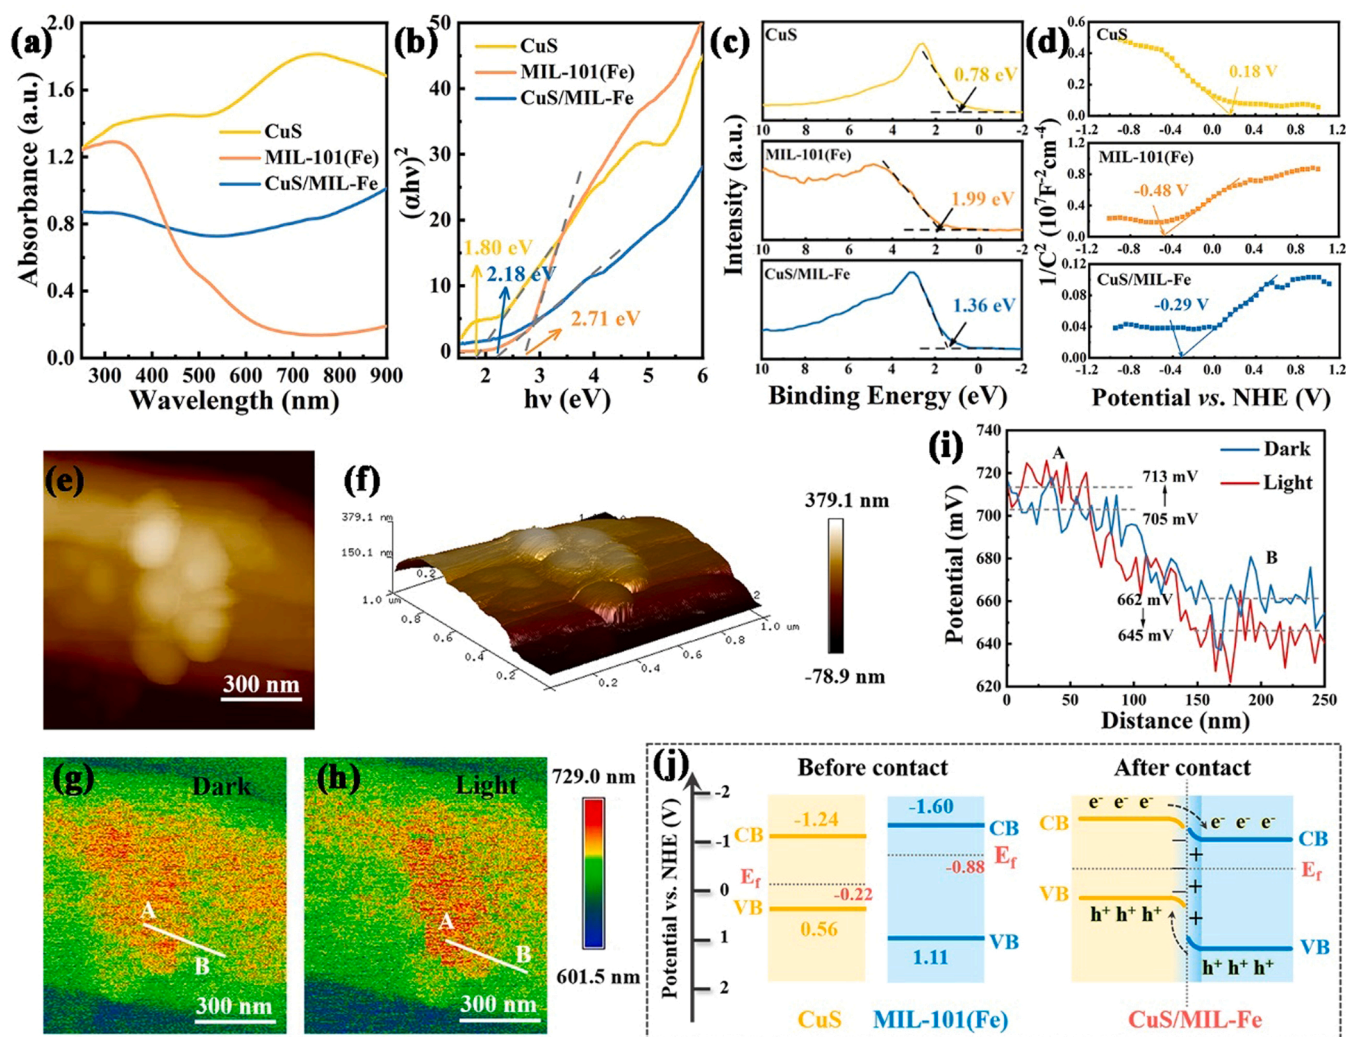 (a)
2.0
1.6
1.2
0.8
0.4
0.0
CuS
MIL-101(Fe)
CuS/MIL-Fe
300 450 600 750 900
Absorbance (a.u.)
Wavelength (nm)
(b)
50
40
30
20
10
0
CuS
MIL-101(Fe)
CuS/MIL-Fe
1.80 eV
2.18 eV
2.71 eV
2 3 4 5 6
(αhν)2
hν (eV)
(c)
CuS
0.78 eV
10 8 6 4 2 0 -2
MIL-101(Fe)
1.99 eV
10 8 6 4 2 0 -2
CuS/MIL-Fe
1.36 eV
10 8 6 4 2 0 -2
Intensity (a.u.)
Binding Energy (eV)
(d)
0.6
0.4
0.2
0.0
CuS
0.18 V
-1.2 -0.8 -0.4 0.0 0.4 0.8 1.2
1.2
0.8
0.4
0.0
MIL-101(Fe)
-0.48 V
-1.2 -0.8 -0.4 0.0 0.4 0.8 1.2
0.12
0.08
0.04
0.00
CuS/MIL-Fe
-0.29 V
-1.2 -0.8 -0.4 0.0 0.4 0.8 1.2
1/C2 (107F-2cm-4)
Potential vs. NHE (V)
(e)
300 nm
(f)
379.1 nm
150.1 nm
0.2
1.0 um
0.8
0.6
0.4
0.2
0.2
0.4
0.6
0.8
1.0 um
379.1 nm
-78.9 nm
(i)
740
720
700
680
660
640
620
Dark
Light
A
B
713 mV
705 mV
662 mV
645 mV
0 50 100 150 200 250
Potential (mV)
Distance (nm)
(g)
Dark
A
B
300 nm
(h)
Light
A
B
300 nm
729.0 nm
601.5 nm
(j)
Before contact
After contact
Potential vs. NHE (V)
-2
-1
0
1
2
CB
-1.24
Ef
-0.22
VB
0.56
CuS
-1.60
CB
Ef
-0.88
VB
1.11
MIL-101(Fe)
e- e- e-
CB
e- e- e-
CB
Ef
VB
h+ h+ h+
VB
h+ h+ h+
CuS/MIL-Fe